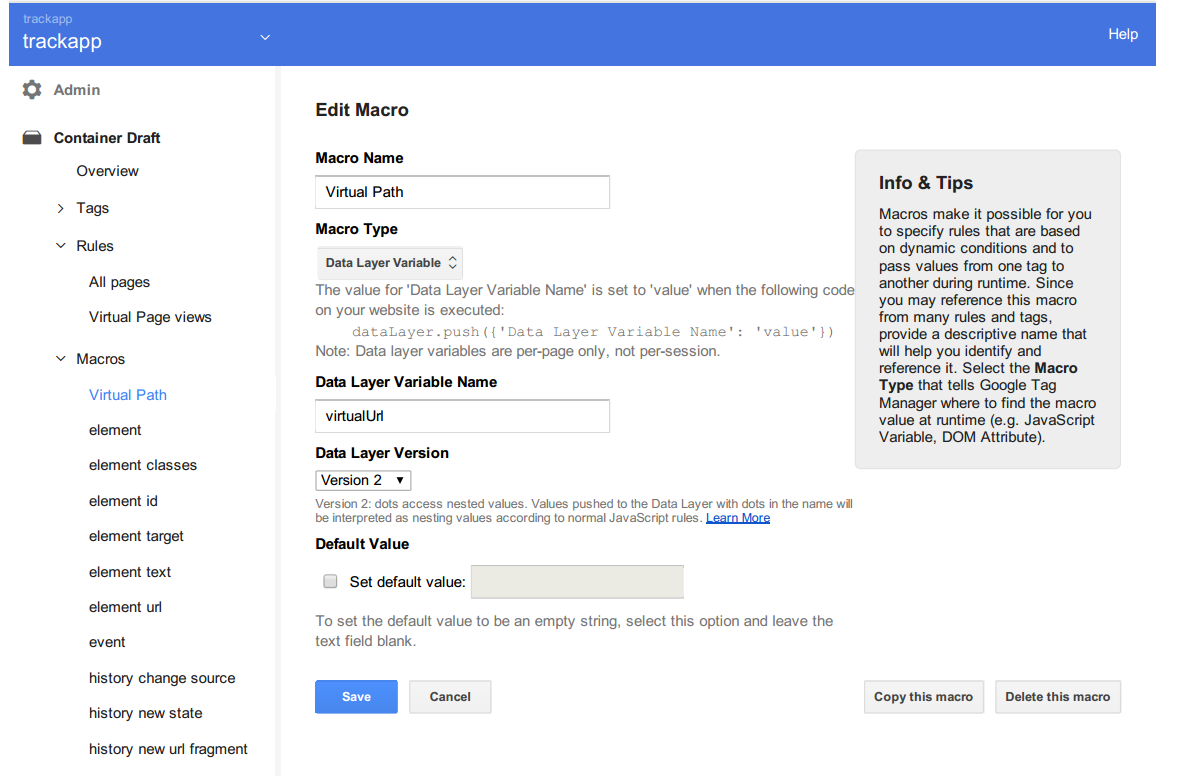 trackapp
trackapp
Help
Admin
Container Draft
Overview
Tags
Rules
All pages
Virtual Page views
Macros
Virtual Path
element
element classes
element id
element target
element text
element url
event
history change source
history new state
history new url fragment
Edit Macro
Macro Name
Virtual Path
Macro Type
Data Layer Variable
The value for 'Data Layer Variable Name' is set to 'value' when the following code
on your website is executed:
dataLayer.push({'Data Layer Variable Name': 'value'})
Note: Data layer variables are per-page only, not per-session.
Data Layer Variable Name
virtualUrl
Data Layer Version
Version 2
Version 2: dots access nested values. Values pushed to the Data Layer with dots in the name will
be interpreted as nesting values according to normal JavaScript rules. Learn More
Default Value
Set default value:
To set the default value to be an empty string, select this option and leave the
text field blank.
Save
Cancel
Copy this macro
Delete this macro
Info & Tips
Macros make it possible for you
to specify rules that are based
on dynamic conditions and to
pass values from one tag to
another during runtime. Since
you may reference this macro
from many rules and tags,
provide a descriptive name that
will help you identify and
reference it. Select the Macro
Type that tells Google Tag
Manager where to find the macro
value at runtime (e.g. JavaScript
Variable, DOM Attribute).